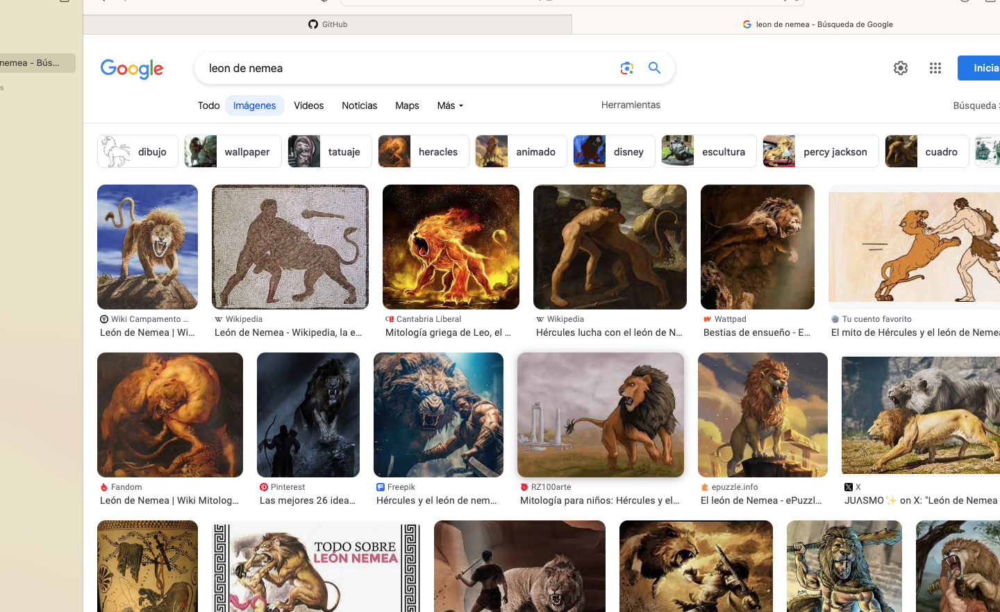 GitHub
leon de nemea - Búsqueda de Google
nemea - Bús...
s
Google
leon de nemea
Inicia
Todo
Imágenes
Vídeos
Noticias
Maps
Más
Herramientas
Búsqueda
dibujo
wallpaper
tatuaje
heracles
animado
disney
escultura
percy jackson
cuadro
Wiki Campamento ...
León de Nemea | Wi...
Wikipedia
León de Nemea - Wikipedia, la e...
Cantabria Liberal
Mitología griega de Leo, el ...
Wikipedia
Hércules lucha con el león de N...
Wattpad
Bestias de ensueño - E...
Tu cuento favorito
El mito de Hércules y el león de Nemea
Fandom
León de Nemea | Wiki Mitolog...
Pinterest
Las mejores 26 idea...
Freepik
Hércules y el león de nem...
RZ100arte
Mitología para niños: Hércules y el...
epuzzle.info
El león de Nemea - ePuzzl...
X
JUΛSMO✨ on X: "León de Nemea
TODO SOBRE
LEÓN NEMEA